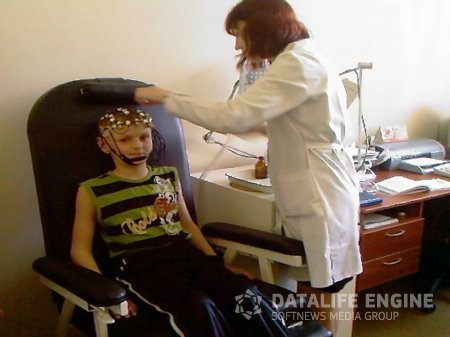 DATALIFE ENGINE
SOFTNEWS MEDIA GROUP